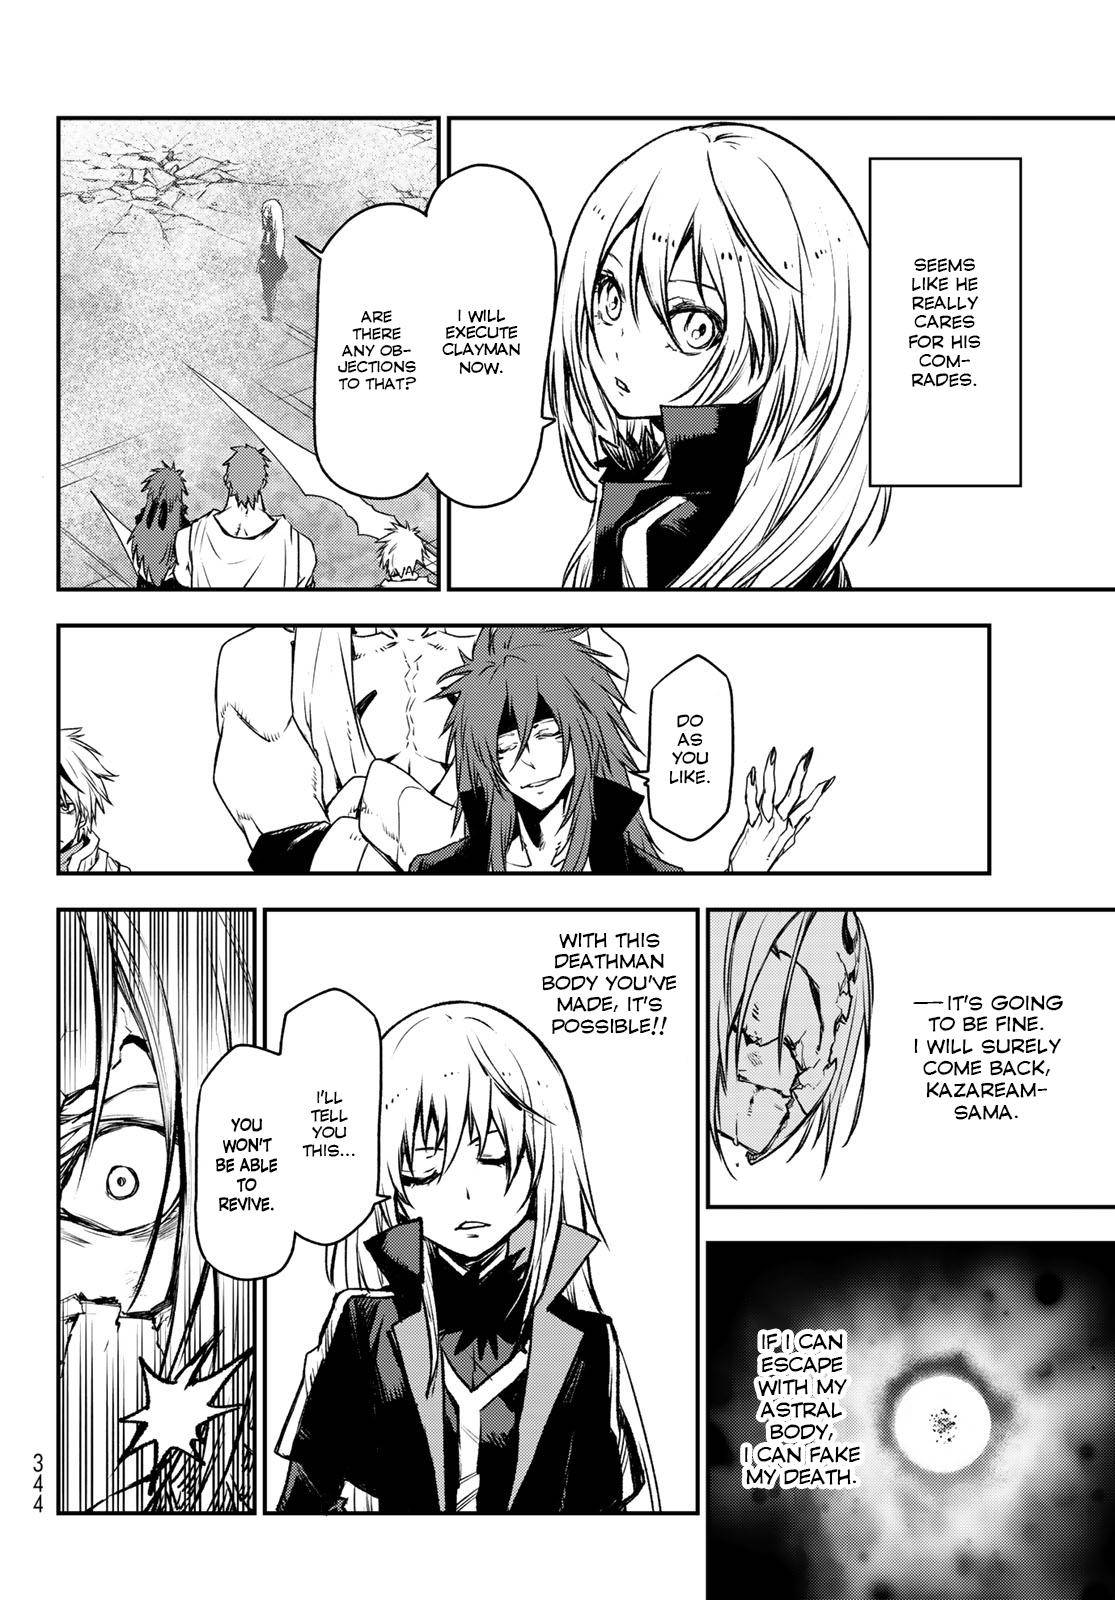 SEEMS
LIKE HE
REALLY
CARES
FOR HIS
COM-
RADES.
I WILL
EXECUTE
CLAYMAN
NOW.
ARE
THERE
ANY OB-
JECTIONS
TO THAT?
DO
AS
YOU
LIKE.
—IT'S GOING
TO BE FINE.
I WILL SURELY
COME BACK,
KAZAREAM-
SAMA.
IF I CAN
ESCAPE
WITH MY
ASTRAL
BODY,
I CAN FAKE
MY DEATH.
WITH THIS
DEATHMAN
BODY YOU'VE
MADE, IT'S
POSSIBLE!!
I'LL
TELL
YOU
THIS...
YOU
WON'T
BE ABLE
TO
REVIVE.
344